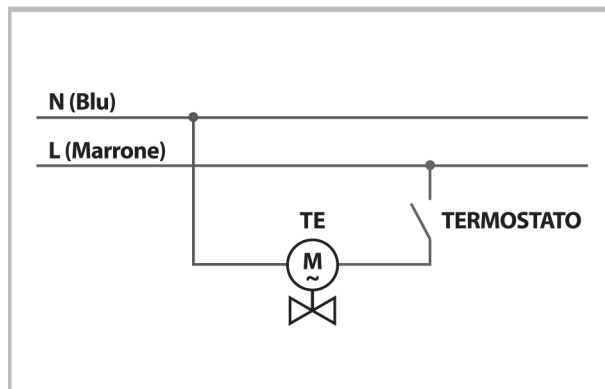 N (Blu)
L (Marrone)
TE
TERMOSTATO
M
~